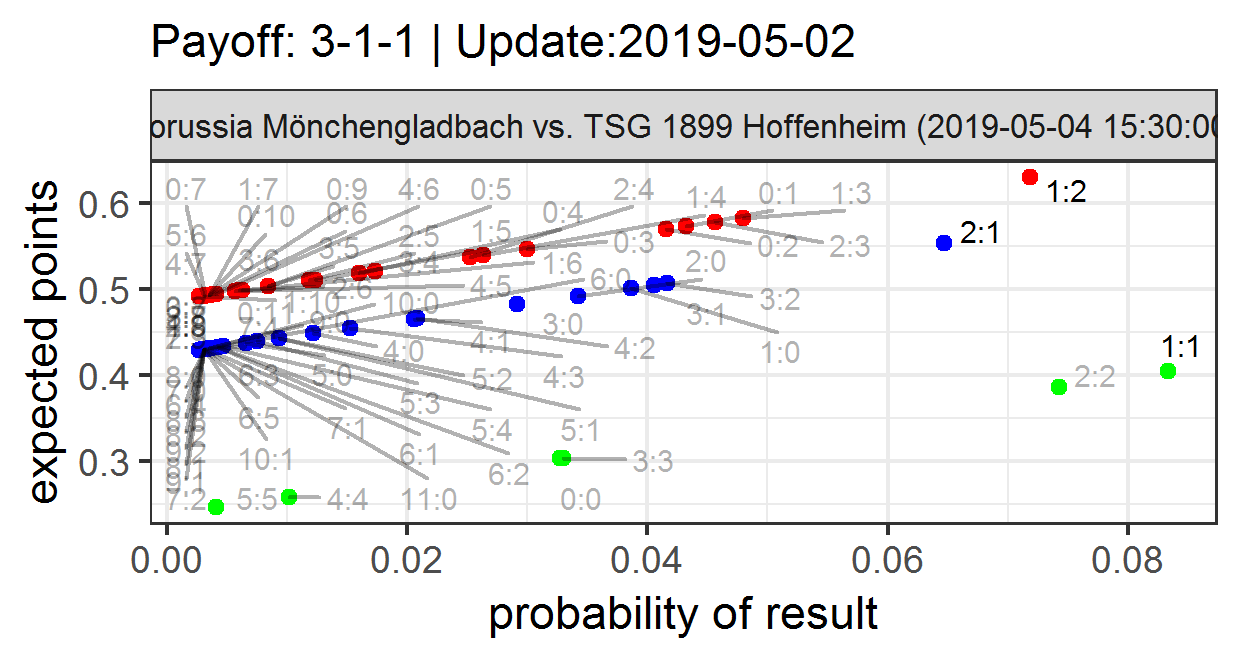 Payoff: 3-1-1 | Update:2019-05-02
orussia Mönchengladbach vs. TSG 1899 Hoffenheim (2019-05-04 15:30:00
expected points
0.6
0.5
0.4
0.3
0:7 1:7 0:9 4:6 0:5 2:4 1:4 0:1 1:3
1:2
0:10 0:6 0:4
5:6 3:5 2:5 1:5 0:3 0:2 2:3
2:1
4:7 3:6 3:4 1:6 2:0
2:6 4:5 6:0
0:11 1:10 10:0 3:2
7:4 9:0 3:0 3:1
4:0 4:1 4:2 1:0
1:1
6:3 5:0 5:2 4:3 2:2
5:3
6:5 7:1 5:4 5:1
10:1 6:1 6:2 3:3
7:2 5:5 4:4 11:0 0:0
0.00 0.02 0.04 0.06 0.08
probability of result